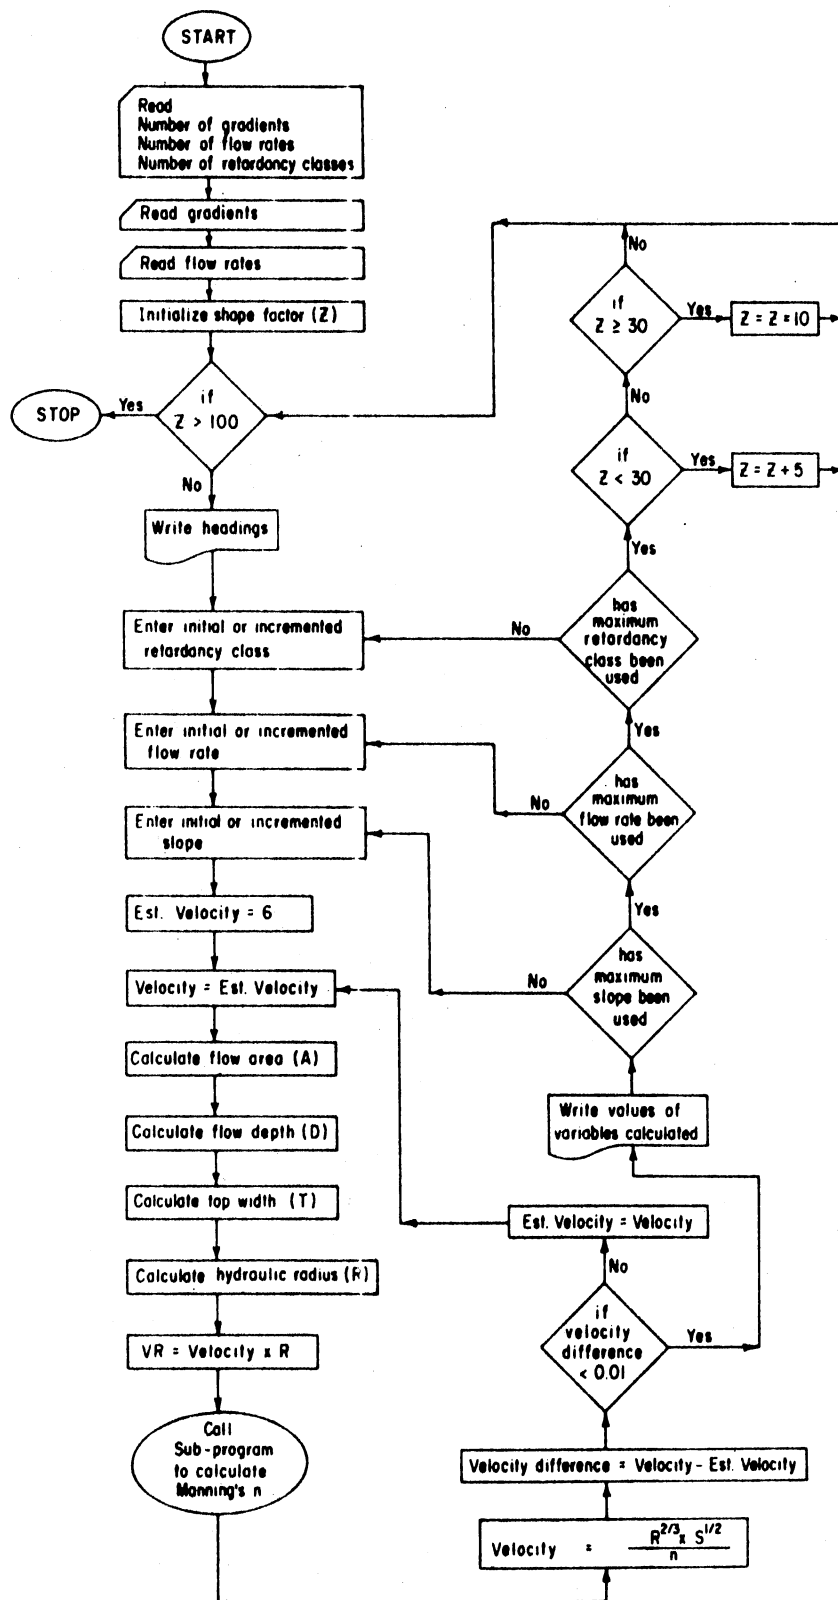 START
Read
Number of gradients
Number of flow rates
Number of retardancy classes
Read gradients
Read flow rates
Initialize shape factor (Z)
if
Z > 100
Yes
STOP
No
Write headings
Enter initial or incremented
retardancy class
Enter initial or incremented
flow rate
Enter initial or incremented
slope
Est. Velocity = 6
Velocity = Est. Velocity
Calculate flow area (A)
Calculate flow depth (D)
Calculate top width (T)
Calculate hydraulic radius (R)
VR = Velocity x R
Call
Sub-program
to calculate
Manning's n
Velocity = R^2/3 x S^1/2
n
Velocity difference = Velocity - Est. Velocity
if
velocity
difference
< 0.01
Yes
No
Est. Velocity = Velocity
Write values of
variables calculated
has
maximum
slope been
used
No
Yes
has
maximum
flow rate been
used
No
Yes
has
maximum
retardancy
class been
used
No
Yes
if
Z < 30
Yes
Z = Z + 5
No
if
Z ≥ 30
Yes
Z = Z = 10
No